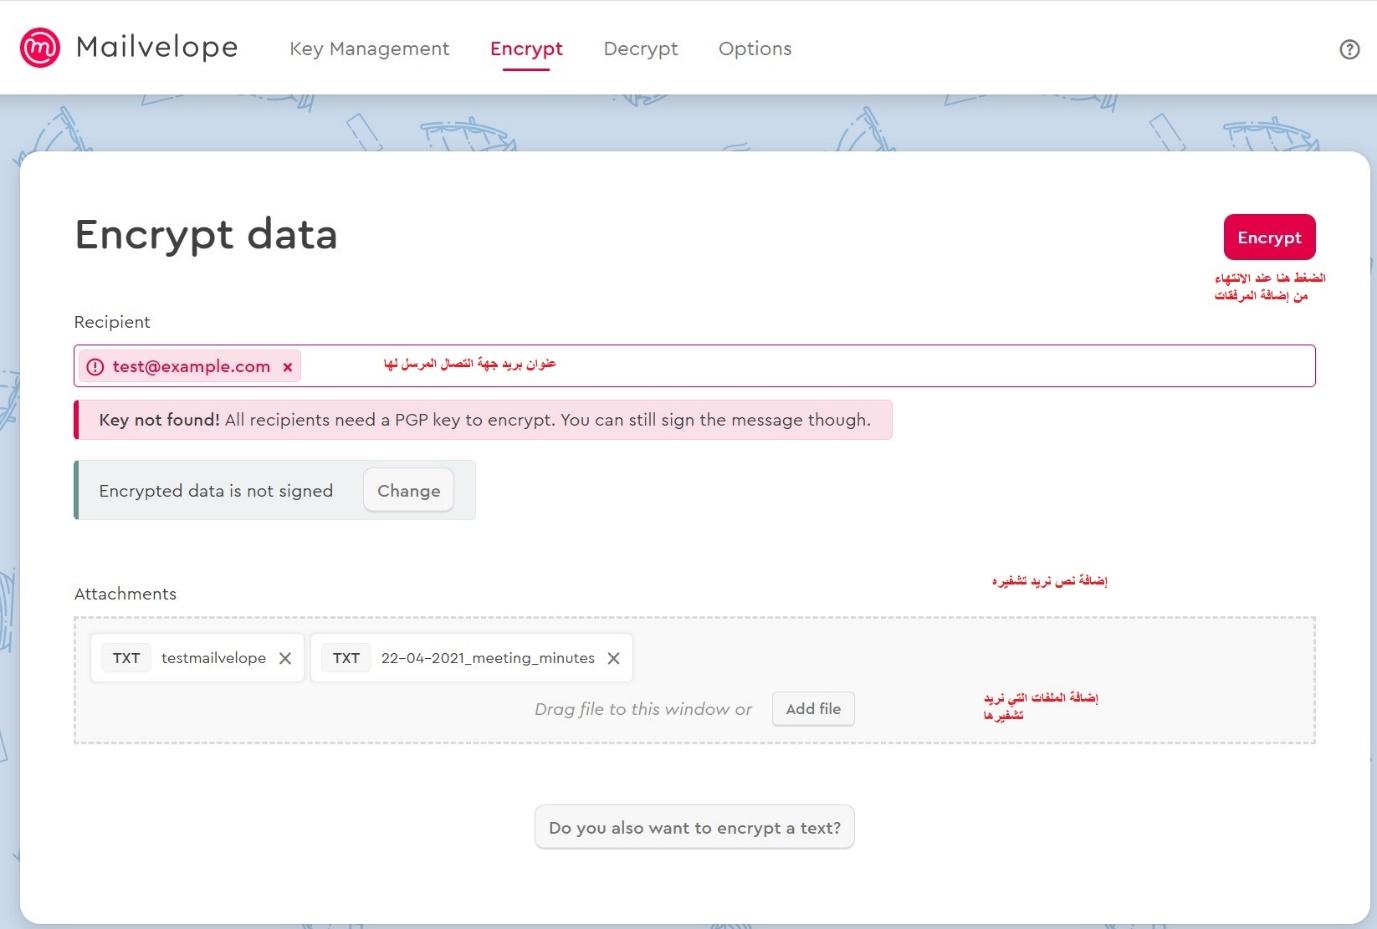 Mailvelope
Key Management
Encrypt
Decrypt
Options
Encrypt data
Encrypt
الضغط هنا عند الانتهاء
من إضافة المرفقات
Recipient
test@example.com ×
عنوان بريد جهة التصال المرسل لها
Key not found! All recipients need a PGP key to encrypt. You can still sign the message though.
Encrypted data is not signed
Change
إضافة نص نريد تشفيره
Attachments
TXT testmailvelope
TXT 22-04-2021_meeting_minutes
Drag file to this window or
Add file
إضافة الملفات التي نريد
تشفيرها
Do you also want to encrypt a text?